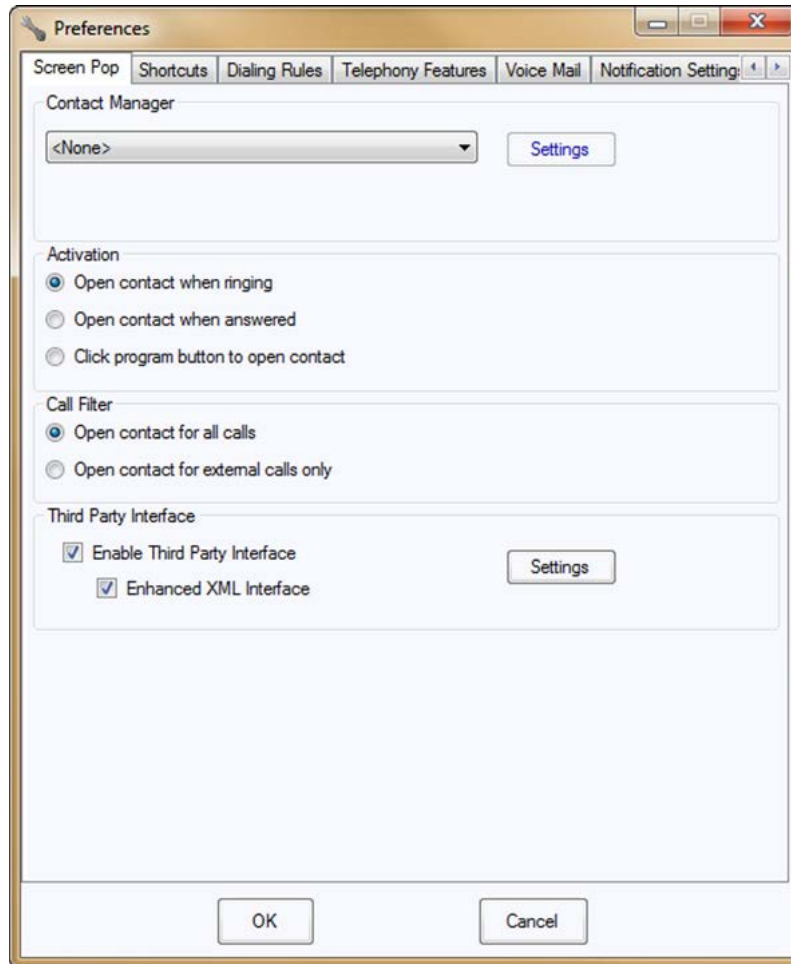 Preferences
Screen Pop Shortcuts Dialing Rules Telephony Features Voice Mail Notification Setting
Contact Manager
<None> Settings
Activation
Open contact when ringing
Open contact when answered
Click program button to open contact
Call Filter
Open contact for all calls
Open contact for external calls only
Third Party Interface
Enable Third Party Interface Settings
Enhanced XML Interface
OK Cancel